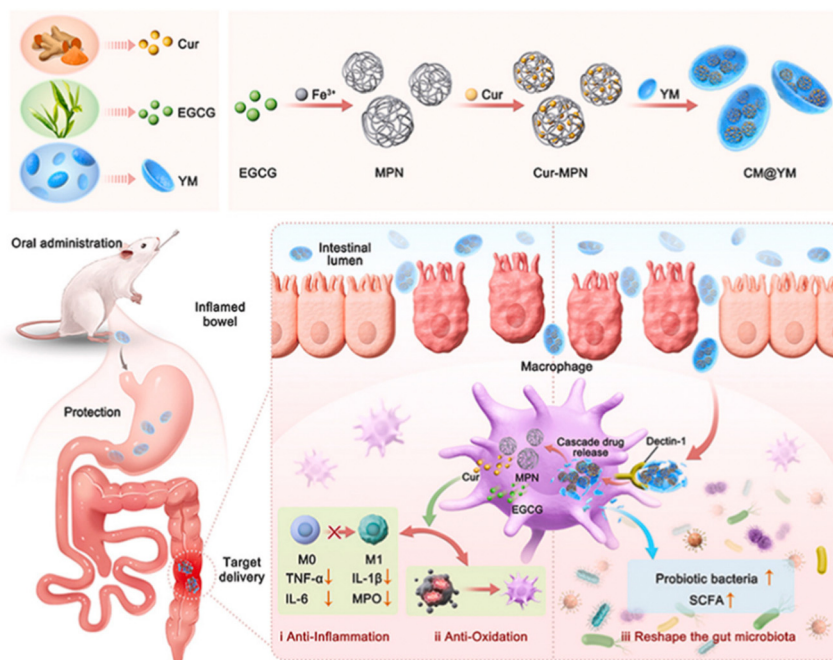 Cur
EGCG
YM
Fe³⁺
Cur
YM
EGCG
MPN
Cur-MPN
CM@YM
Oral administration
Inflamed
bowel
Protection
Target
delivery
Intestinal
lumen
Macrophage
Cascade drug
release
Dectin-1
Cur
MPN
EGCG
M0
M1
TNF-α↓
IL-1β↓
IL-6 ↓
MPO ↓
Probiotic bacteria ↑
SCFA↑
i Anti-Inflammation
ii Anti-Oxidation
iii Reshape the gut microbiota